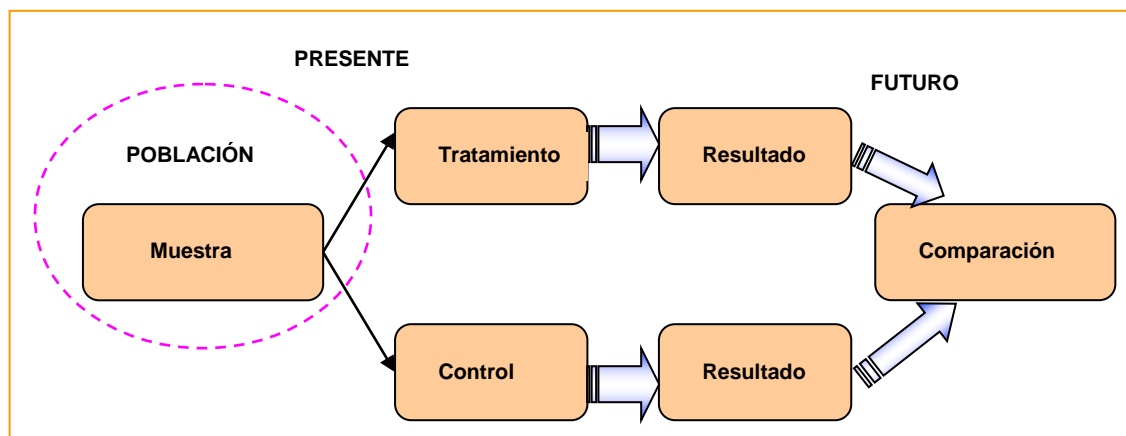 PRESENTE
FUTURO
POBLACIÓN
Muestra
Tratamiento
Resultado
Comparación
Control
Resultado